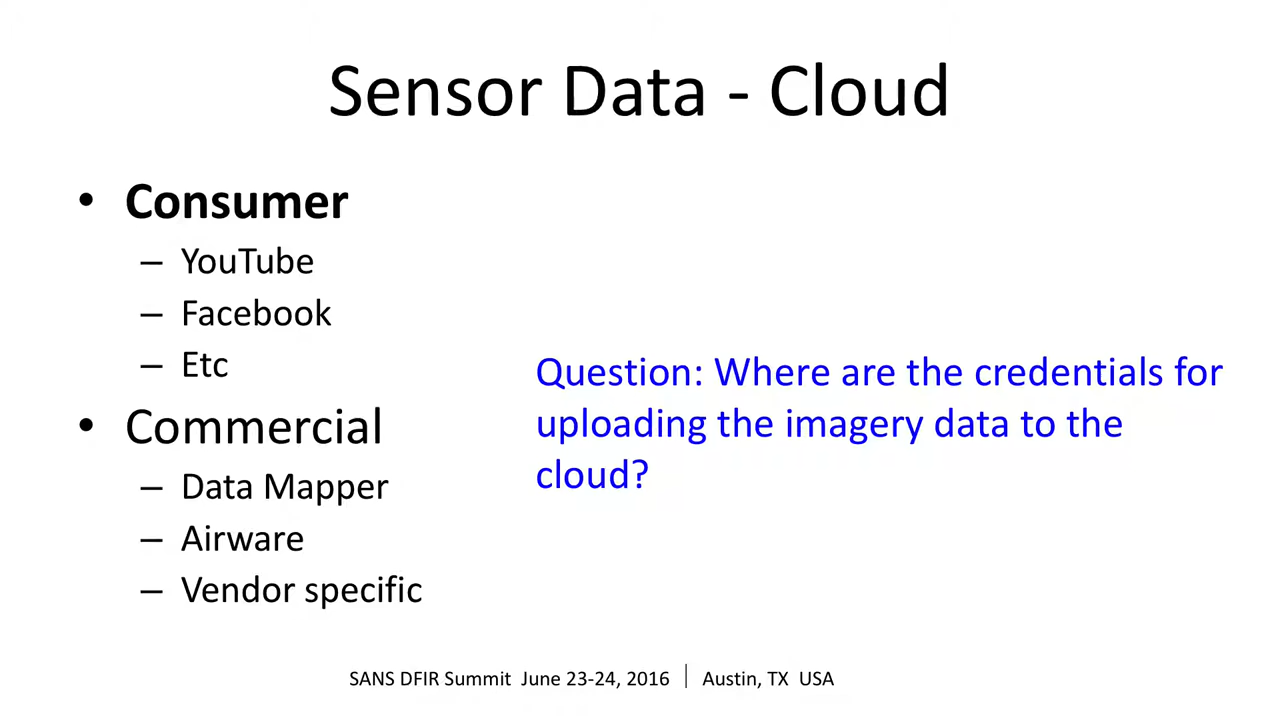 Sensor Data - Cloud
• Consumer
– YouTube
– Facebook
– Etc
• Commercial
– Data Mapper
– Airware
– Vendor specific
Question: Where are the credentials for
uploading the imagery data to the
cloud?
SANS DFIR Summit June 23-24, 2016 | Austin, TX USA